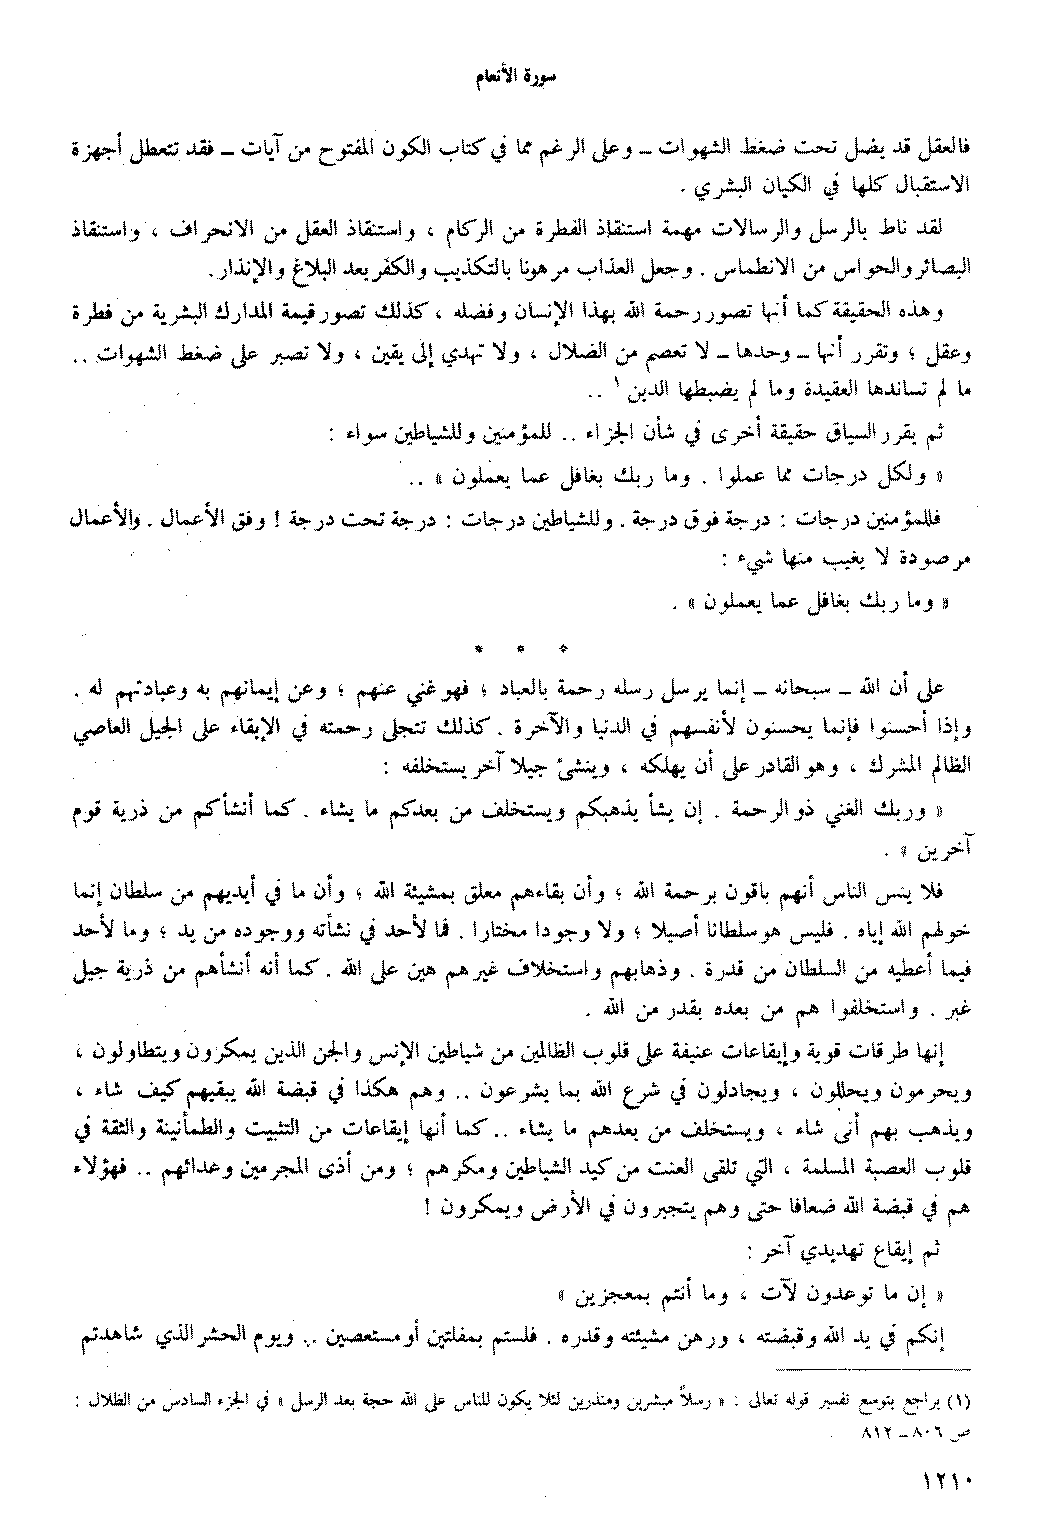 سورة الأنعام
فالعقل قد يضل تحت ضغط الشهوات – وعلى الرغم مما في كتاب الكون المفتوح من آيات – فقد تتعطل أجهزة
الاستقبال كلها في الكيان البشري .
لقد ناط بالرسل والرسالات مهمة استنقاذ الفطرة من الركام ، واستنقاذ العقل من الانحراف ، واستنقاذ
البصائر والحواس من الانطماس . وجعل العذاب مرهونا بالتكذيب والكفر بعد البلاغ والإنذار .
وهذه الحقيقة كما أنها تصور رحمة الله بهذا الإنسان وفضله ، كذلك تصور قيمة المدارك البشرية من فطرة
وعقل ؛ وتقرر أنها – وحدها – لا تعصم من الضلال ، ولا تهدي إلى يقين ، ولا تصبر على ضغط الشهوات ..
ما لم تساندها العقيدة وما لم يضبطها الدين ١ ..
ثم يقرر السياق حقيقة أخرى في شأن الجزاء .. للمؤمنين وللشياطين سواء :
« ولكل درجات مما عملوا . وما ربك بغافل عما يعملون » ..
فللمؤمنين درجات : درجة فوق درجة . وللشياطين درجات : درجة تحت درجة ! وفق الأعمال . والأعمال
مرصودة لا يغيب منها شيء :
« وما ربك بغافل عما يعملون » .
* * *
على أن الله – سبحانه – إنما يرسل رسله رحمة بالعباد ؛ فهو غني عنهم ؛ وعن إيمانهم به وعبادتهم له .
وإذا أحسنوا فإنما يحسنون لأنفسهم في الدنيا والآخرة . كذلك تتجلى رحمته في الإبقاء على الجيل العاصي
الظالم المشرك ، وهو القادر على أن يهلكه ، وينشئ جيلا آخر يستخلفه :
« وربك الغني ذو الرحمة . إن يشأ يذهبكم ويستخلف من بعدكم ما يشاء . كما أنشأكم من ذرية قوم
آخرين » .
فلا ينس الناس أنهم باقون برحمة الله ؛ وأن بقاءهم معلق بمشيئة الله ؛ وأن ما في أيديهم من سلطان إنما
خولهم الله إياه . فليس هو سلطانا أصيلا ؛ ولا وجودا مختارا . فما لأحد في نشأته ووجوده من يد ؛ وما لأحد
فيما أعطيه من السلطان من قدرة . وذهابهم واستخلاف غيرهم هين على الله . كما أنه أنشأهم من ذرية جيل
غبر . واستخلفوا هم من بعده بقدر من الله .
إنها طرقات قوية وإيقاعات عنيفة على قلوب الظالمين من شياطين الإنس والجن الذين يمكرون ويتطاولون ،
ويحرمون ويحللون ، ويجادلون في شرع الله بما يشرعون .. وهم هكذا في قبضة الله يبقيهم كيف شاء ،
ويذهب بهم أنى شاء ، ويستخلف من بعدهم ما يشاء .. كما أنها إيقاعات من التثبيت والطمأنينة والثقة في
قلوب العصبة المسلمة ، التي تلقى العنت من كيد الشياطين ومكرهم ؛ ومن أذى المجرمين وعدائهم .. فهؤلاء
هم في قبضة الله ضعافا حتى وهم يتجبرون في الأرض ويمكرون !
ثم إيقاع تهديدي آخر :
« إن ما توعدون لآت ، وما أنتم بمعجزين »
إنكم في يد الله وقبضته ، ورهن مشيئته وقدره . فلستم بمفلتين أو مستعصين .. ويوم الحشر الذي شاهدتم
(١) يراجع بتوسع تفسير قوله تعالى : « رسلاً مبشرين ومنذرين لئلا يكون للناس على الله حجة بعد الرسل » في الجزء السادس من الظلال :
ص ٨٠٦ – ٨١٢
١٢١٠